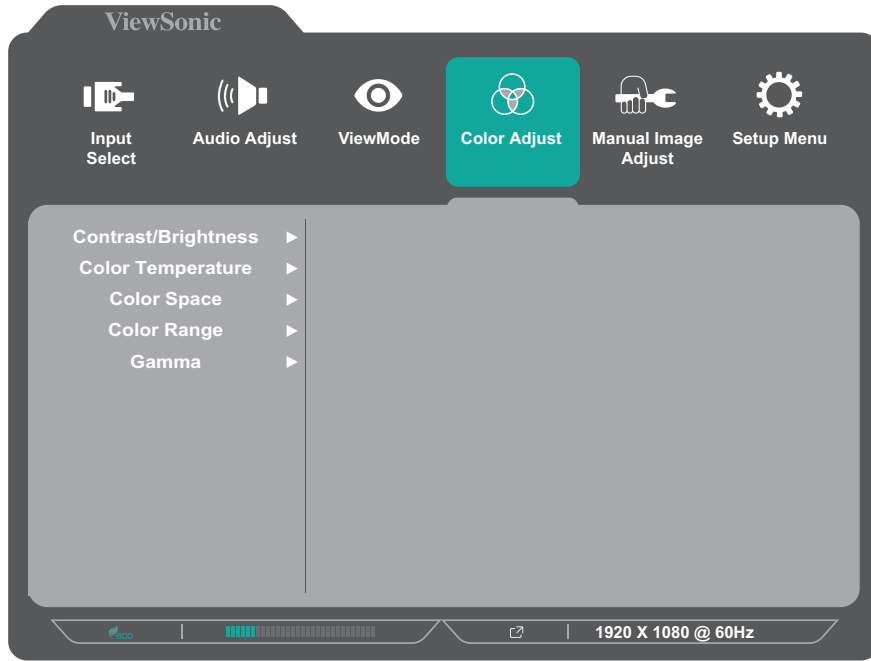 ViewSonic
Input Select
Audio Adjust
ViewMode
Color Adjust
Manual Image Adjust
Setup Menu
Contrast/Brightness
Color Temperature
Color Space
Color Range
Gamma
eco
1920 X 1080 @ 60Hz